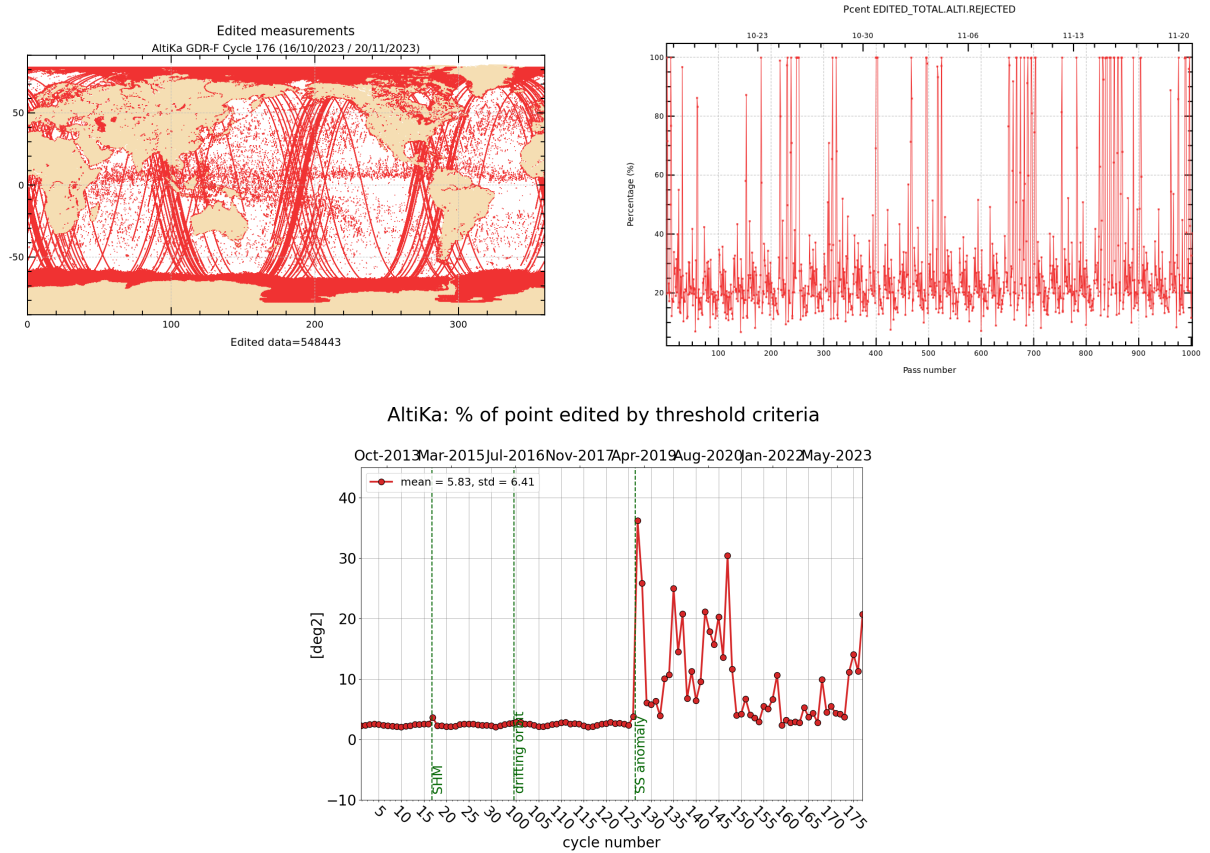 Edited measurements
AltiKa GDR-F Cycle 176 (16/10/2023 / 20/11/2023)
50
0
-50
0 100 200 300
Edited data=548443
Pcent EDITED_TOTAL.ALTI.REJECTED
10-23 10-30 11-06 11-13 11-20
100
80
60
40
20
Percentage (%)
100 200 300 400 500 600 700 800 900 1000
Pass number
AltiKa: % of point edited by threshold criteria
Oct-2013 Mar-2015 Jul-2016 Nov-2017 Apr-2019 Aug-2020 Jan-2022 May-2023
mean = 5.83, std = 6.41
40
30
20
10
0
−10
[deg2]
SHM
drifting orbit
SS anomaly
5 10 15 20 25 30 100 105 110 115 120 125 130 135 140 145 150 155 160 165 170 175
cycle number